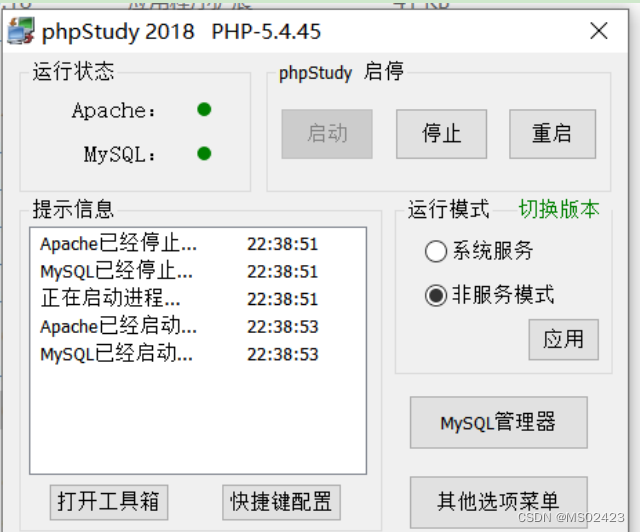 phpStudy 2018 PHP-5.4.45
运行状态
Apache:
MySQL:
phpStudy 启停
启动
停止
重启
提示信息
Apache已经停止... 22:38:51
MySQL已经停止... 22:38:51
正在启动进程... 22:38:51
Apache已经启动... 22:38:53
MySQL已经启动... 22:38:53
打开工具箱
快捷键配置
运行模式 切换版本
系统服务
非服务模式
应用
MySQL管理器
其他选项菜单
CSDN @MS02423